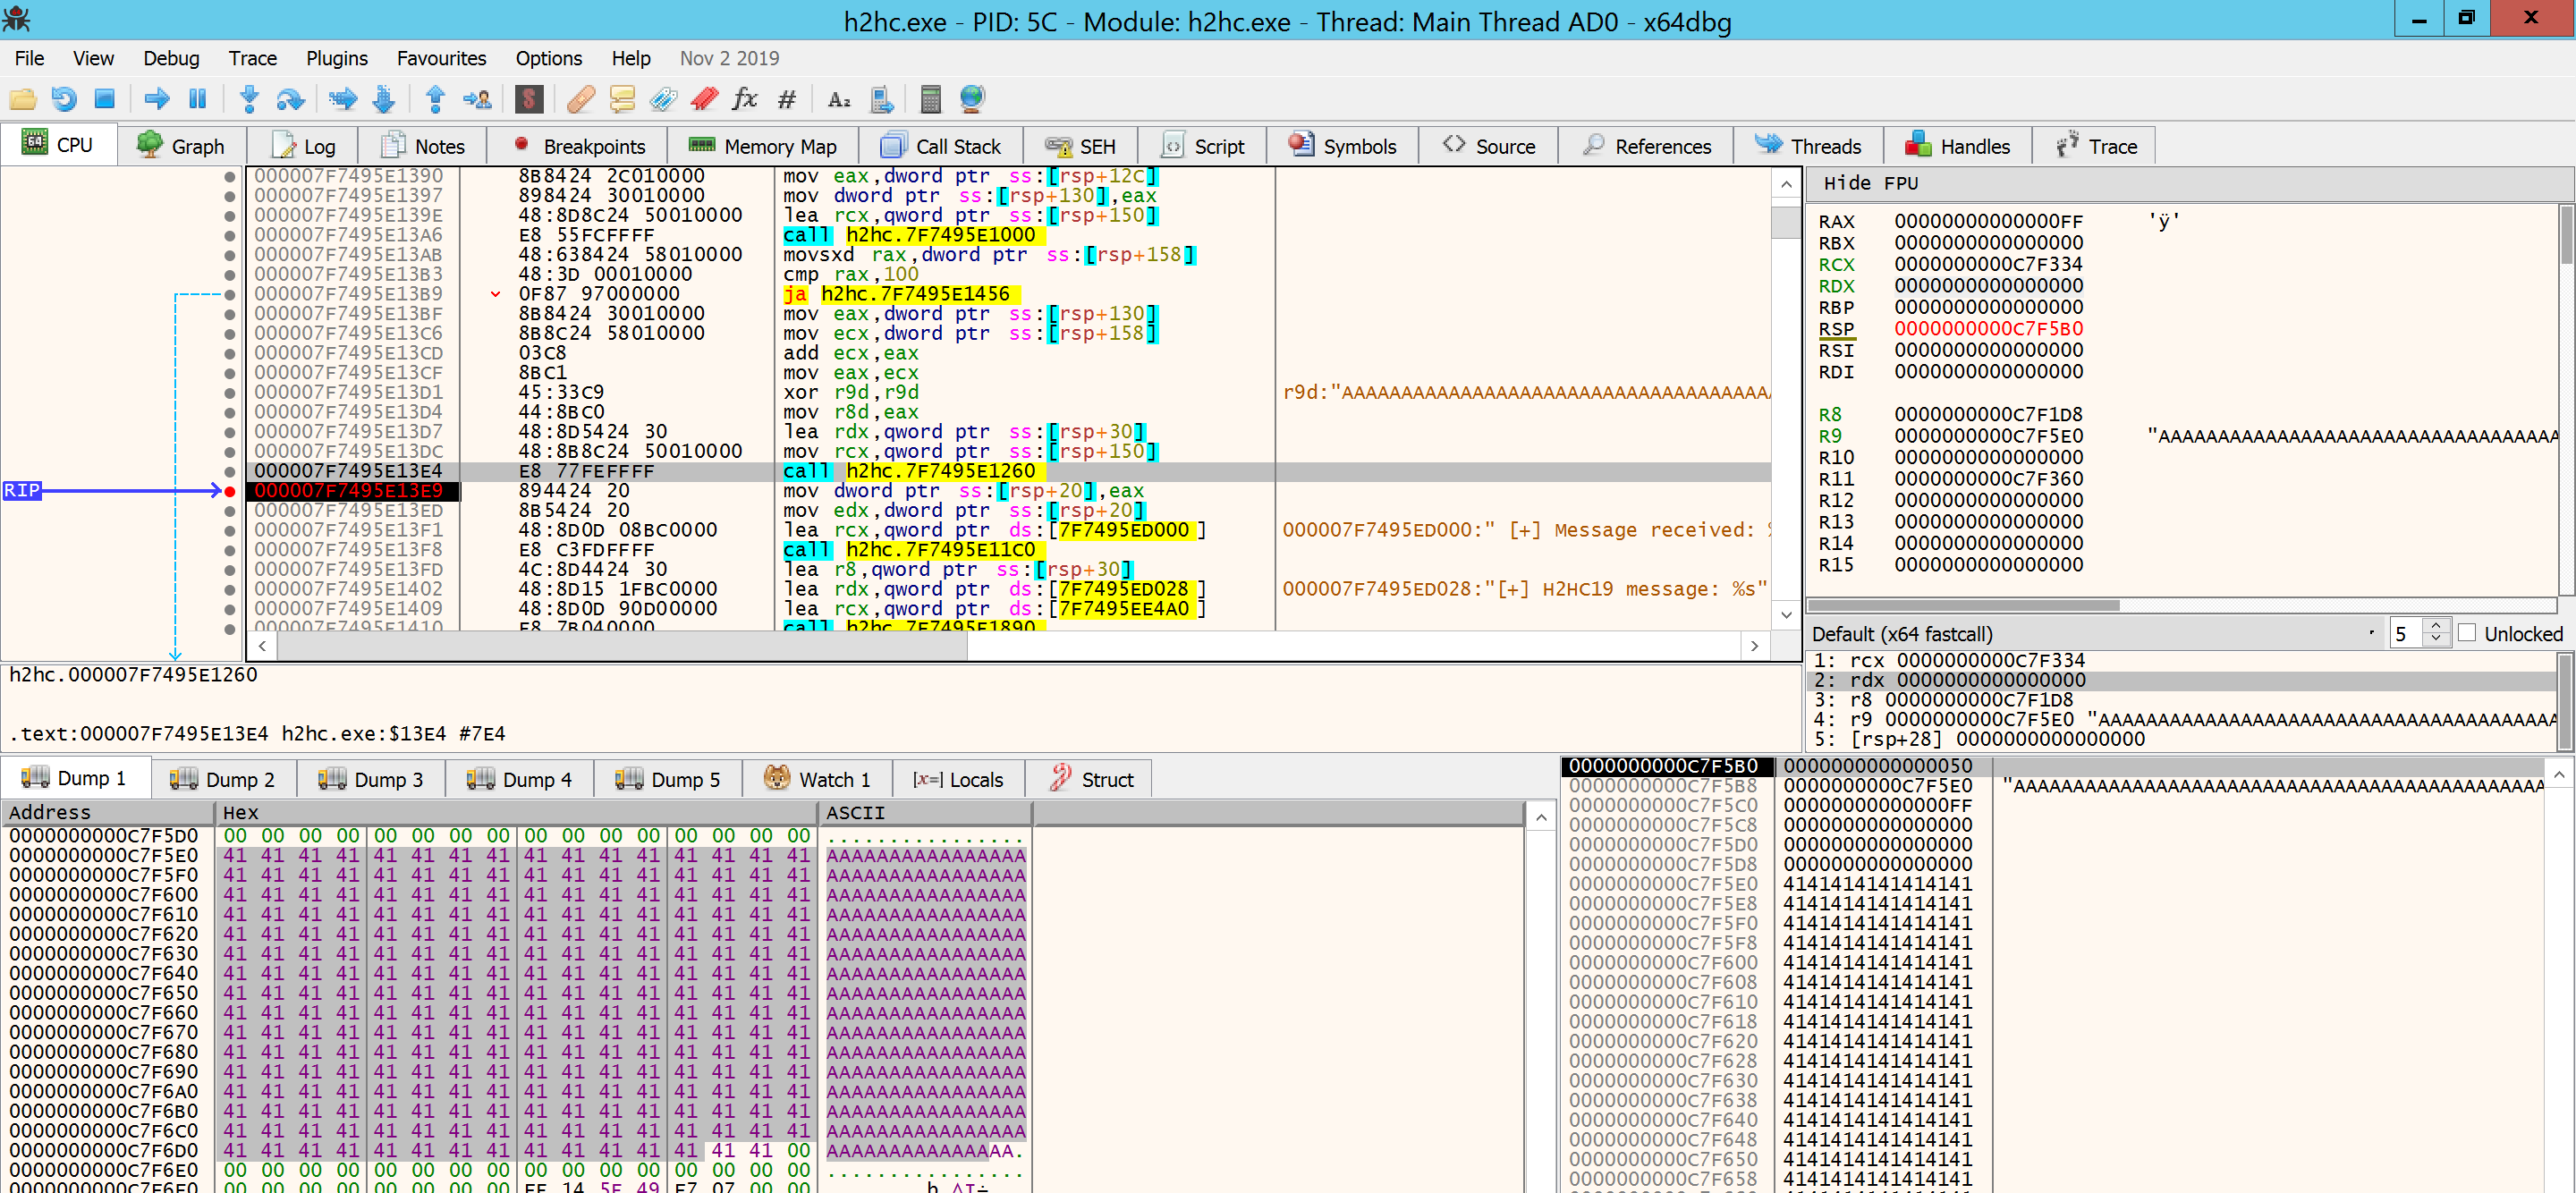 h2hc.exe - PID: 5C - Module: h2hc.exe - Thread: Main Thread AD0 - x64dbg
File View Debug Trace Plugins Favourites Options Help Nov 2 2019
CPU Graph Log Notes Breakpoints Memory Map Call Stack SEH Script Symbols Source References Threads Handles Trace
000007F7495E1390 8B8424 2C010000 mov eax,dword ptr ss:[rsp+12C]
000007F7495E1397 898424 30010000 mov dword ptr ss:[rsp+130],eax
000007F7495E139E 48:8D8C24 50010000 lea rcx,qword ptr ss:[rsp+150]
000007F7495E13A6 E8 55FCFFFF call h2hc.7F7495E1000
000007F7495E13AB 48:638424 58010000 movsxd rax,dword ptr ss:[rsp+158]
000007F7495E13B3 48:3D 00010000 cmp rax,100
000007F7495E13B9 0F87 97000000 ja h2hc.7F7495E1456
000007F7495E13BF 8B8424 30010000 mov eax,dword ptr ss:[rsp+130]
000007F7495E13C6 8B8C24 58010000 mov ecx,dword ptr ss:[rsp+158]
000007F7495E13CD 03C8 add ecx,eax
000007F7495E13CF 8BC1 mov eax,ecx
000007F7495E13D1 45:33C9 xor r9d,r9d r9d:"AAAAAAAAAAAAAAAAAAAAAAAAAAAAAAAAAAAA
000007F7495E13D4 44:8BC0 mov r8d,eax
000007F7495E13D7 48:8D5424 30 lea rdx,qword ptr ss:[rsp+30]
000007F7495E13DC 48:8B8C24 50010000 mov rcx,qword ptr ss:[rsp+150]
000007F7495E13E4 E8 77FEFFFF call h2hc.7F7495E1260
RIP 000007F7495E13E9 894424 20 mov dword ptr ss:[rsp+20],eax
000007F7495E13ED 8B5424 20 mov edx,dword ptr ss:[rsp+20]
000007F7495E13F1 48:8D0D 08BC0000 lea rcx,qword ptr ds:[7F7495ED000] 000007F7495ED000:" [+] Message received: %
000007F7495E13F8 E8 C3FDFFFF call h2hc.7F7495E11C0
000007F7495E13FD 4C:8D4424 30 lea r8,qword ptr ss:[rsp+30]
000007F7495E1402 48:8D15 1FBC0000 lea rdx,qword ptr ds:[7F7495ED028] 000007F7495ED028:"[+] H2HC19 message: %s"
000007F7495E1409 48:8D0D 90D00000 lea rcx,qword ptr ds:[7F7495EE4A0]
000007F7495E1410 E8 7B040000 call h2hc.7F7495E1890
Hide FPU
RAX 00000000000000FF 'ÿ'
RBX 0000000000000000
RCX 0000000000C7F334
RDX 0000000000000000
RBP 0000000000000000
RSP 0000000000C7F5B0
RSI 0000000000000000
RDI 0000000000000000
R8 0000000000C7F1D8
R9 0000000000C7F5E0 "AAAAAAAAAAAAAAAAAAAAAAAAAAAAAAAAAA
R10 0000000000000000
R11 0000000000C7F360
R12 0000000000000000
R13 0000000000000000
R14 0000000000000000
R15 0000000000000000
Default (x64 fastcall) 5 Unlocked
1: rcx 0000000000C7F334
2: rdx 0000000000000000
3: r8 0000000000C7F1D8
4: r9 0000000000C7F5E0 "AAAAAAAAAAAAAAAAAAAAAAAAAAAAAAAAAAAAAAA
5: [rsp+28] 0000000000000000
h2hc.000007F7495E1260
.text:000007F7495E13E4 h2hc.exe:$13E4 #7E4
Dump 1 Dump 2 Dump 3 Dump 4 Dump 5 Watch 1 [x=] Locals Struct
Address Hex ASCII
0000000000C7F5D0 00 00 00 00 00 00 00 00 00 00 00 00 00 00 00 00 ................
0000000000C7F5E0 41 41 41 41 41 41 41 41 41 41 41 41 41 41 41 41 AAAAAAAAAAAAAAAA
0000000000C7F5F0 41 41 41 41 41 41 41 41 41 41 41 41 41 41 41 41 AAAAAAAAAAAAAAAA
0000000000C7F600 41 41 41 41 41 41 41 41 41 41 41 41 41 41 41 41 AAAAAAAAAAAAAAAA
0000000000C7F610 41 41 41 41 41 41 41 41 41 41 41 41 41 41 41 41 AAAAAAAAAAAAAAAA
0000000000C7F620 41 41 41 41 41 41 41 41 41 41 41 41 41 41 41 41 AAAAAAAAAAAAAAAA
0000000000C7F630 41 41 41 41 41 41 41 41 41 41 41 41 41 41 41 41 AAAAAAAAAAAAAAAA
0000000000C7F640 41 41 41 41 41 41 41 41 41 41 41 41 41 41 41 41 AAAAAAAAAAAAAAAA
0000000000C7F650 41 41 41 41 41 41 41 41 41 41 41 41 41 41 41 41 AAAAAAAAAAAAAAAA
0000000000C7F660 41 41 41 41 41 41 41 41 41 41 41 41 41 41 41 41 AAAAAAAAAAAAAAAA
0000000000C7F670 41 41 41 41 41 41 41 41 41 41 41 41 41 41 41 41 AAAAAAAAAAAAAAAA
0000000000C7F680 41 41 41 41 41 41 41 41 41 41 41 41 41 41 41 41 AAAAAAAAAAAAAAAA
0000000000C7F690 41 41 41 41 41 41 41 41 41 41 41 41 41 41 41 41 AAAAAAAAAAAAAAAA
0000000000C7F6A0 41 41 41 41 41 41 41 41 41 41 41 41 41 41 41 41 AAAAAAAAAAAAAAAA
0000000000C7F6B0 41 41 41 41 41 41 41 41 41 41 41 41 41 41 41 41 AAAAAAAAAAAAAAAA
0000000000C7F6C0 41 41 41 41 41 41 41 41 41 41 41 41 41 41 41 41 AAAAAAAAAAAAAAAA
0000000000C7F6D0 41 41 41 41 41 41 41 41 41 41 41 41 41 41 41 00 AAAAAAAAAAAAAAA.
0000000000C7F6E0 00 00 00 00 00 00 00 00 00 00 00 00 00 00 00 00 ................
0000000000C7F5B0 0000000000000050
0000000000C7F5B8 0000000000C7F5E0 "AAAAAAAAAAAAAAAAAAAAAAAAAAAAAAAAAAAAAAAAAAAA
0000000000C7F5C0 00000000000000FF
0000000000C7F5C8 0000000000000000
0000000000C7F5D0 0000000000000000
0000000000C7F5D8 0000000000000000
0000000000C7F5E0 4141414141414141
0000000000C7F5E8 4141414141414141
0000000000C7F5F0 4141414141414141
0000000000C7F5F8 4141414141414141
0000000000C7F600 4141414141414141
0000000000C7F608 4141414141414141
0000000000C7F610 4141414141414141
0000000000C7F618 4141414141414141
0000000000C7F620 4141414141414141
0000000000C7F628 4141414141414141
0000000000C7F630 4141414141414141
0000000000C7F638 4141414141414141
0000000000C7F640 4141414141414141
0000000000C7F648 4141414141414141
0000000000C7F650 4141414141414141
0000000000C7F658 4141414141414141